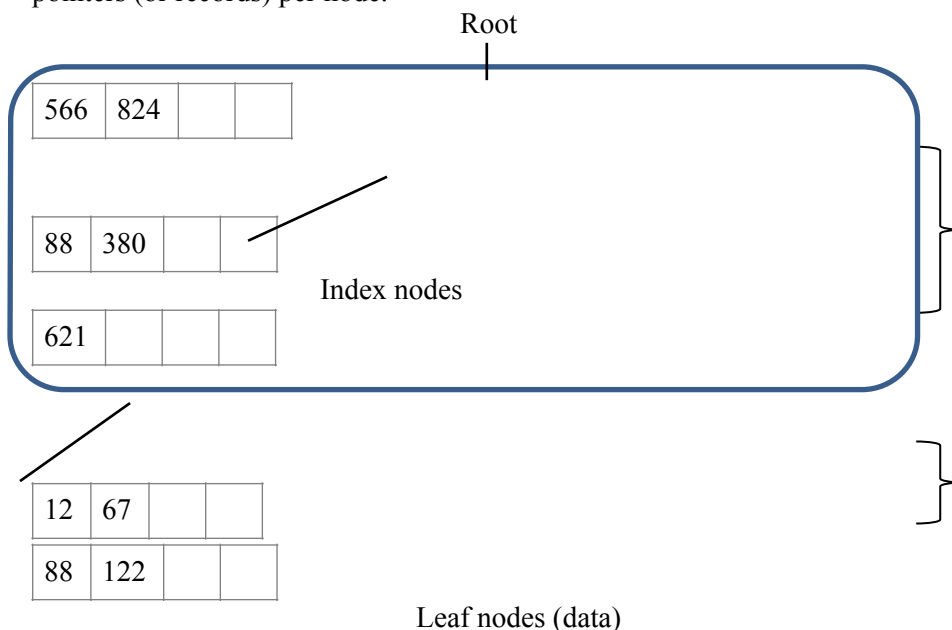 pointers (or records) per node.
Root
566 824
88 380
Index nodes
621
12 67
88 122
Leaf nodes (data)